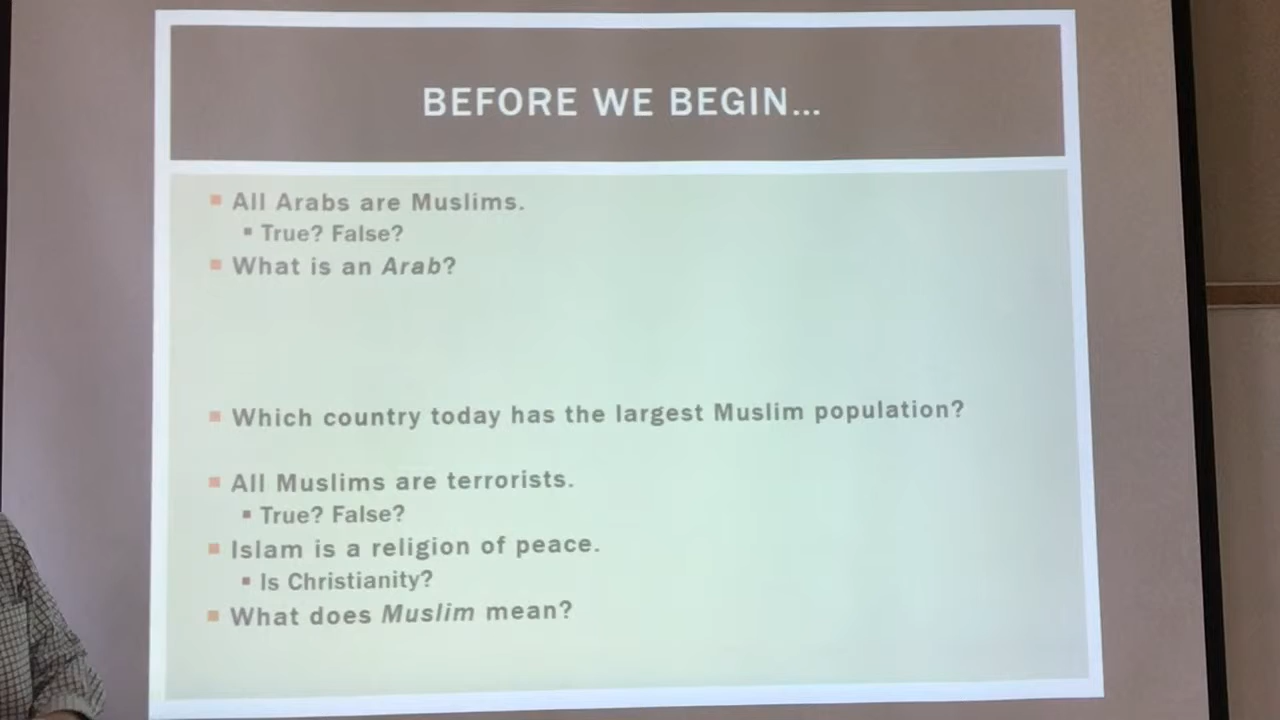 BEFORE WE BEGIN...
All Arabs are Muslims.
True? False?
What is an Arab?
Which country today has the largest Muslim population?
All Muslims are terrorists.
True? False?
Islam is a religion of peace.
Is Christianity?
What does Muslim mean?